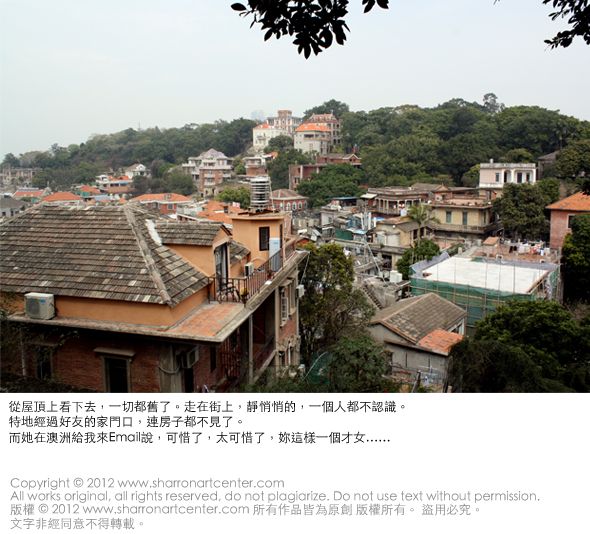 從屋頂上看下去，一切都舊了。走在街上，靜悄悄的，一個人都不認識。
特地經過好友的家門口，連房子都不見了。
而她在澳洲給我來Email說，可惜了，太可惜了，妳這樣一個才女……
Copyright © 2012 www.sharronartcenter.com
All works original, all rights reserved, do not plagiarize. Do not use text without permission.
版權 © 2012 www.sharronartcenter.com 所有作品皆為原創 版權所有。 盜用必究。
文字非經同意不得轉載。